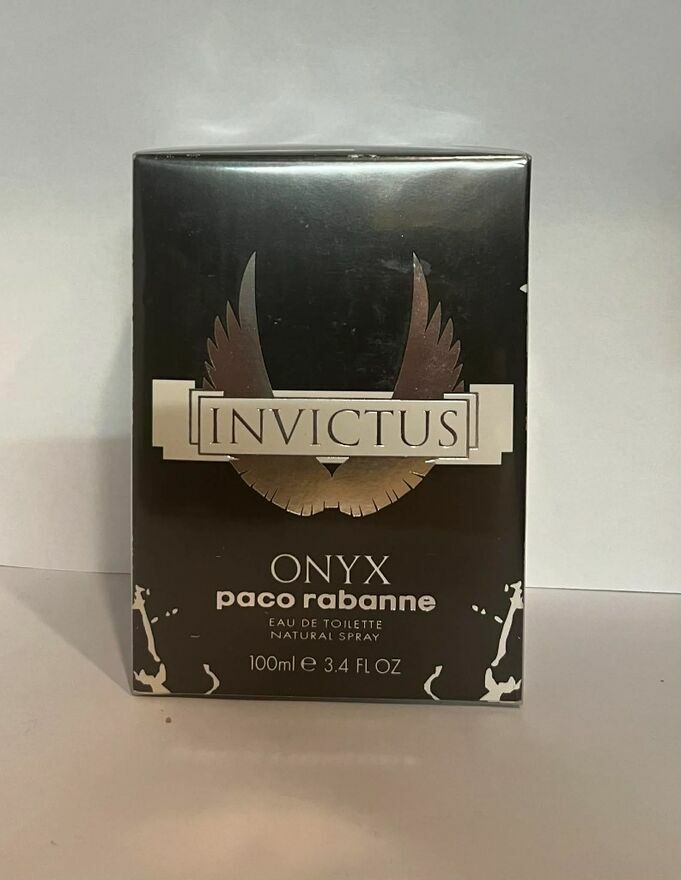 INVICTUS
ONYX
paco rabanne
EAU DE TOILETTE
NATURAL SPRAY
100ml ℮ 3.4 FL OZ